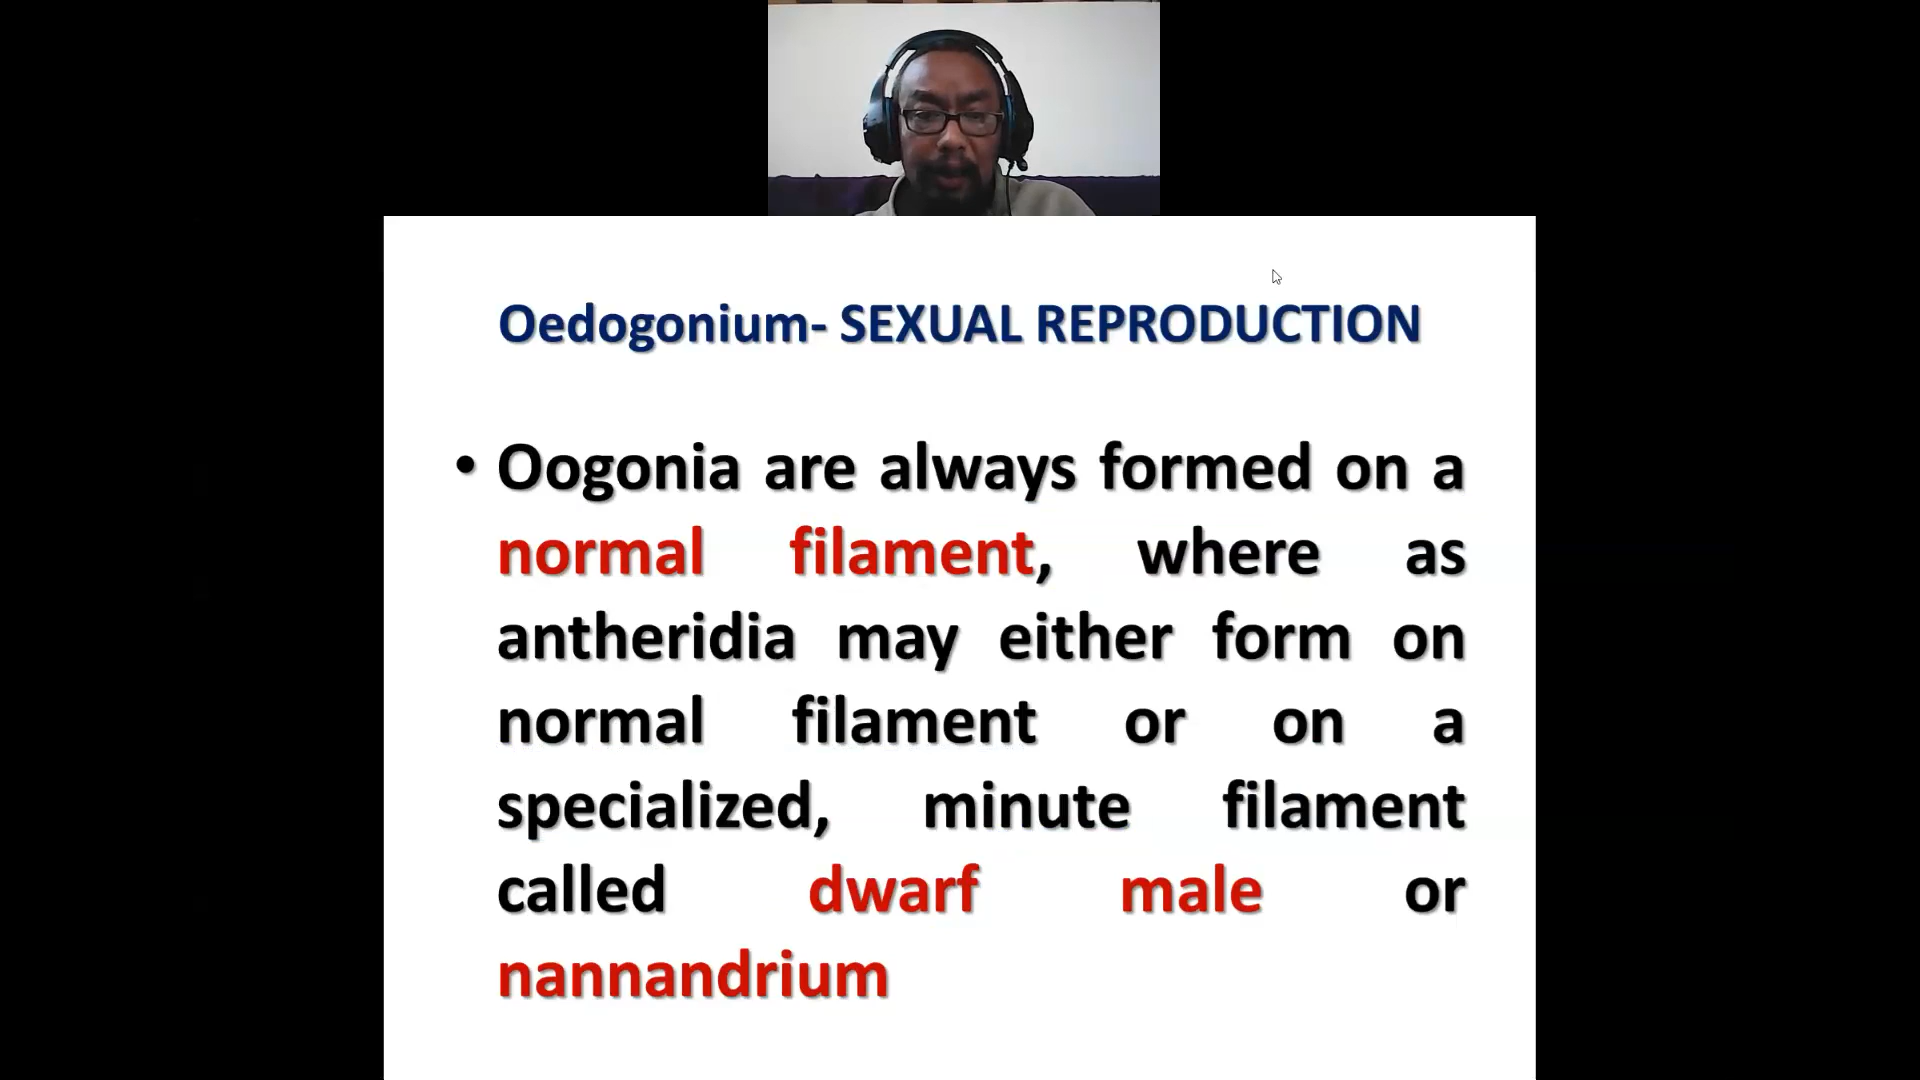 Oedogonium- SEXUAL REPRODUCTION
• Oogonia are always formed on a
normal filament, where as
antheridia may either form on
normal filament or on a
specialized, minute filament
called dwarf male or
nannandrium